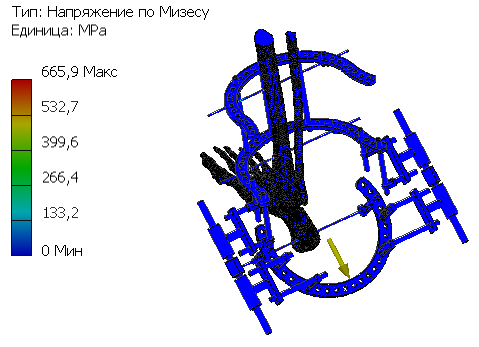 Тип: Напряжение по Мизесу
Единица: MPa
665,9 Макс
532,7
399,6
266,4
133,2
0 Мин